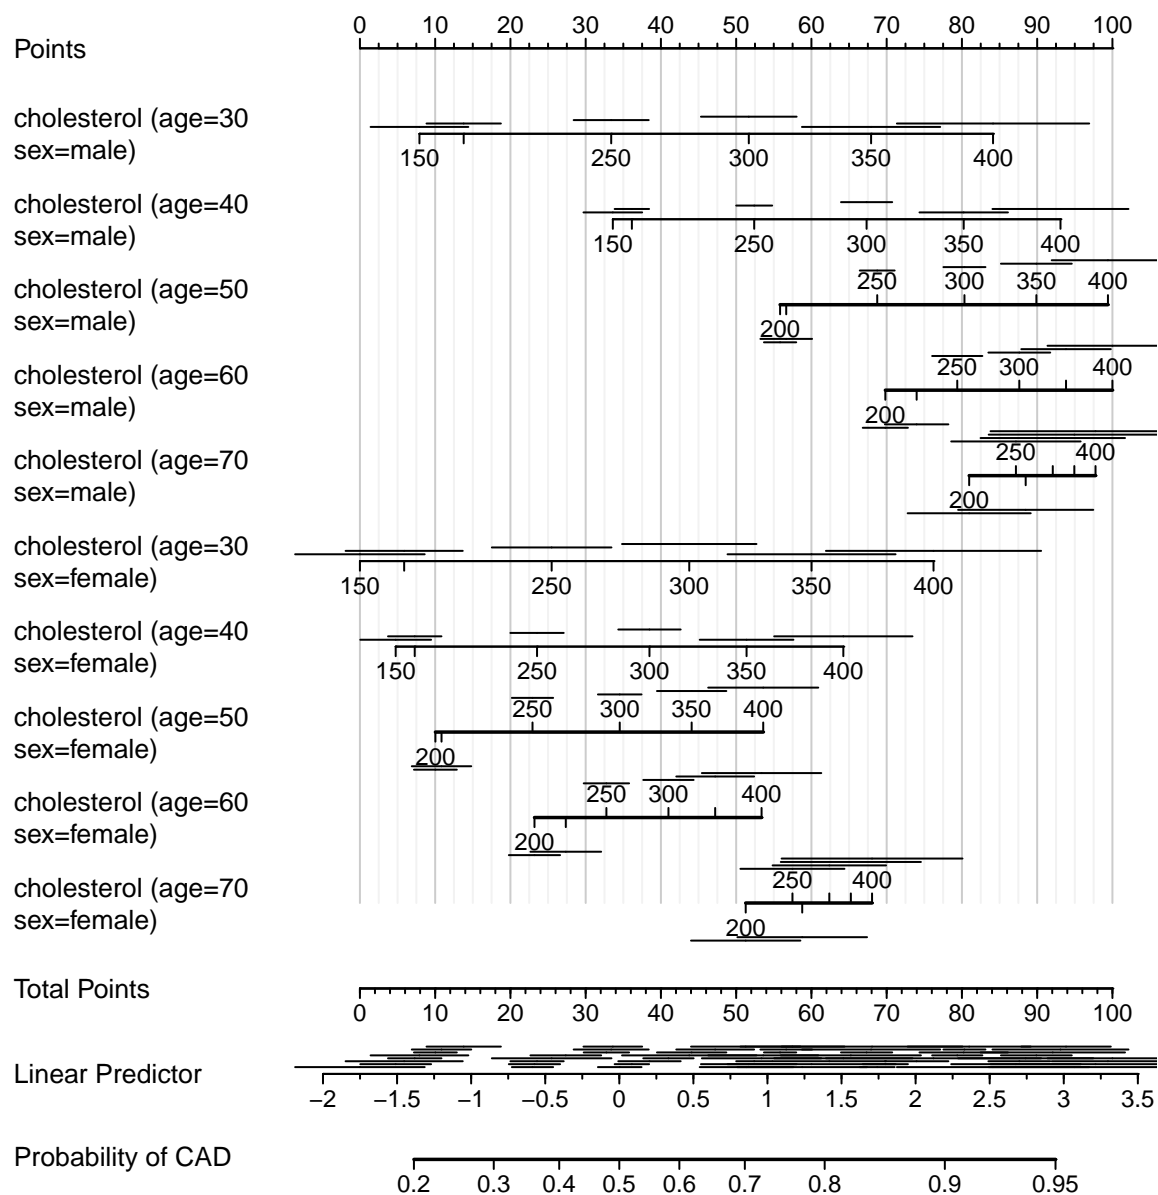 0 10 20 30 40 50 60 70 80 90 100
Points
cholesterol (age=30
sex=male)
150 250 300 350 400
cholesterol (age=40
sex=male)
150 250 300 350 400
cholesterol (age=50
sex=male)
250 300 350 400
200
cholesterol (age=60
sex=male)
250 300 400
200
cholesterol (age=70
sex=male)
250 400
200
cholesterol (age=30
sex=female)
150 250 300 350 400
cholesterol (age=40
sex=female)
150 250 300 350 400
cholesterol (age=50
sex=female)
250 300 350 400
200
cholesterol (age=60
sex=female)
250 300 400
200
cholesterol (age=70
sex=female)
250 400
200
Total Points
0 10 20 30 40 50 60 70 80 90 100
Linear Predictor
−2 −1.5 −1 −0.5 0 0.5 1 1.5 2 2.5 3 3.5
Probability of CAD
0.2 0.3 0.4 0.5 0.6 0.7 0.8 0.9 0.95